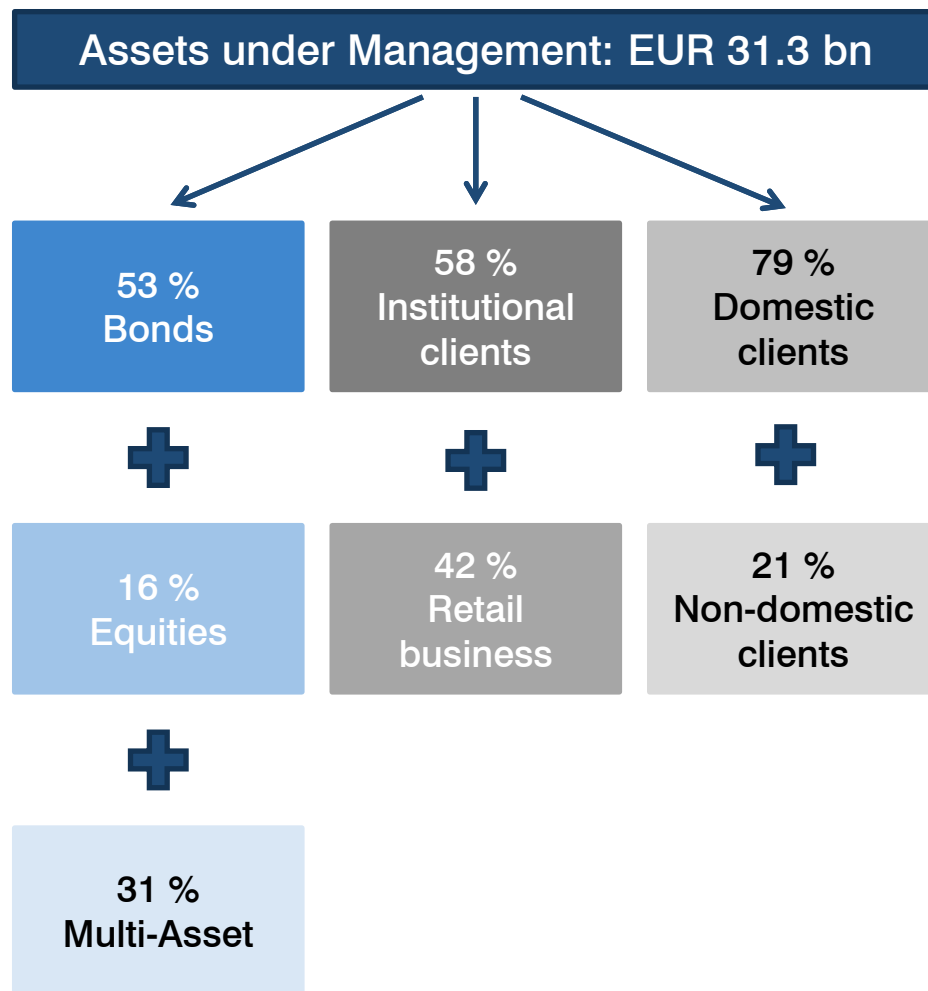 Assets under Management: EUR 31.3 bn
53 %
Bonds
58 %
Institutional
clients
79 %
Domestic
clients
16 %
Equities
42 %
Retail
business
21 %
Non-domestic
clients
31 %
Multi-Asset